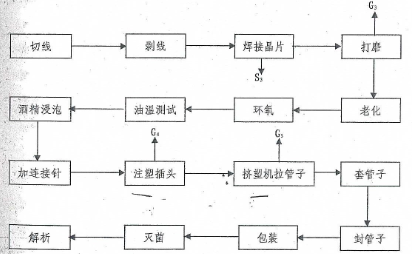 G₃
切线 剥线 焊接晶片 打磨
S₃
酒精浸泡 油温测试 环氧 老化
G₄ G₅
加连接针 注塑插头 挤塑机拉管子 套管子
解析 灭菌 包装 封管子